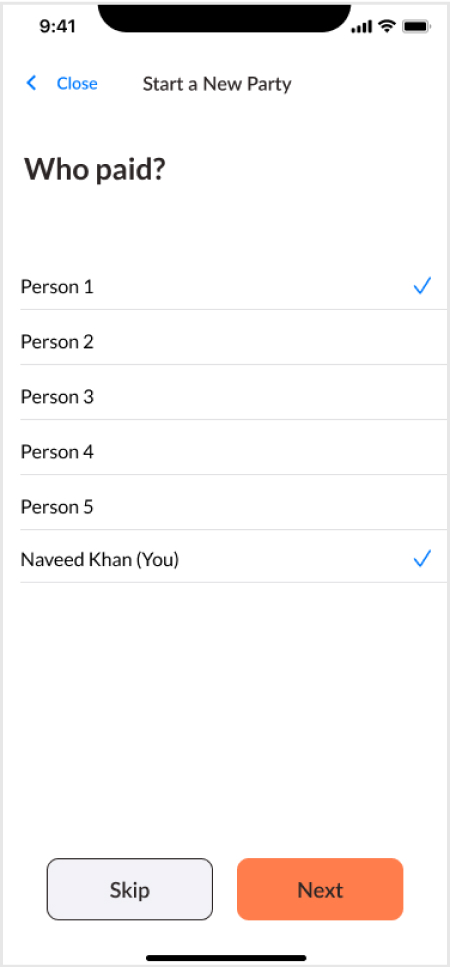 9:41
Close Start a New Party
Who paid?
Person 1
Person 2
Person 3
Person 4
Person 5
Naveed Khan (You)
Skip Next